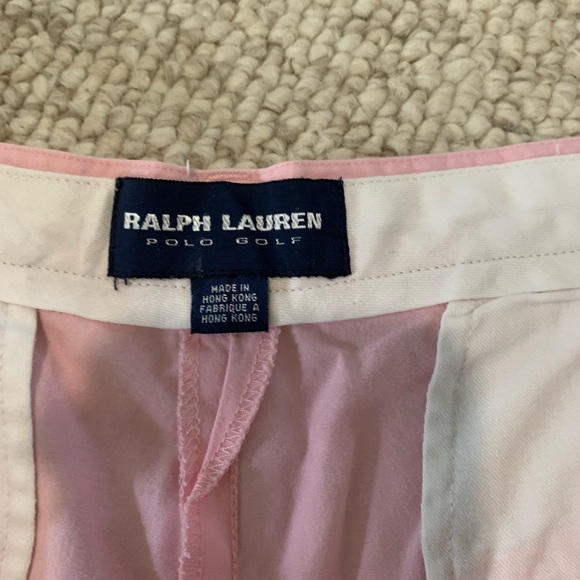 RALPH LAUREN
POLO GOLF
MADE IN
HONG KONG
FABRIQUE A
HONG KONG